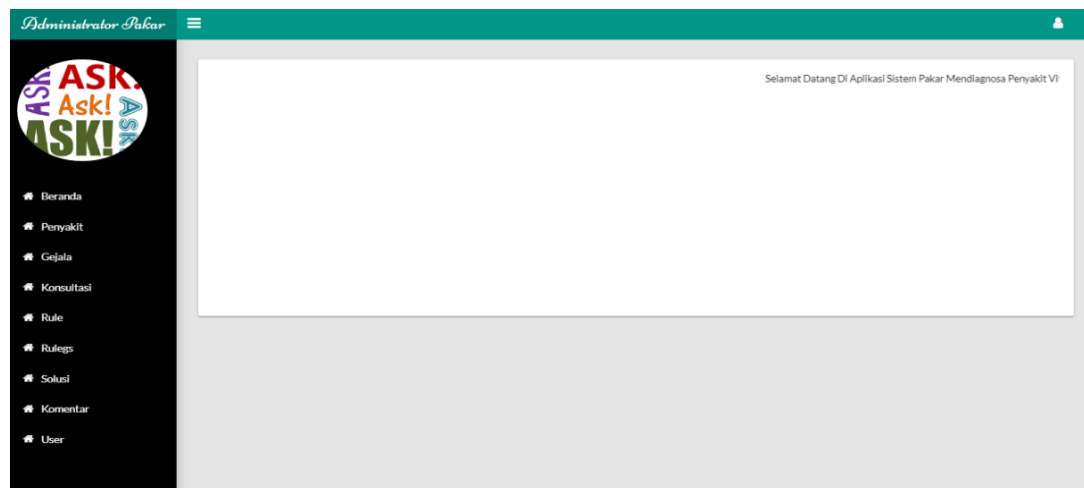 Administrator Pakar
ASK.
Ask!
ASK!
ASK
ASK
Selamat Datang Di Aplikasi Sistem Pakar Mendiagnosa Penyakit
Beranda
Penyakit
Gejala
Konsultasi
Rule
Rulegs
Solusi
Komentar
User